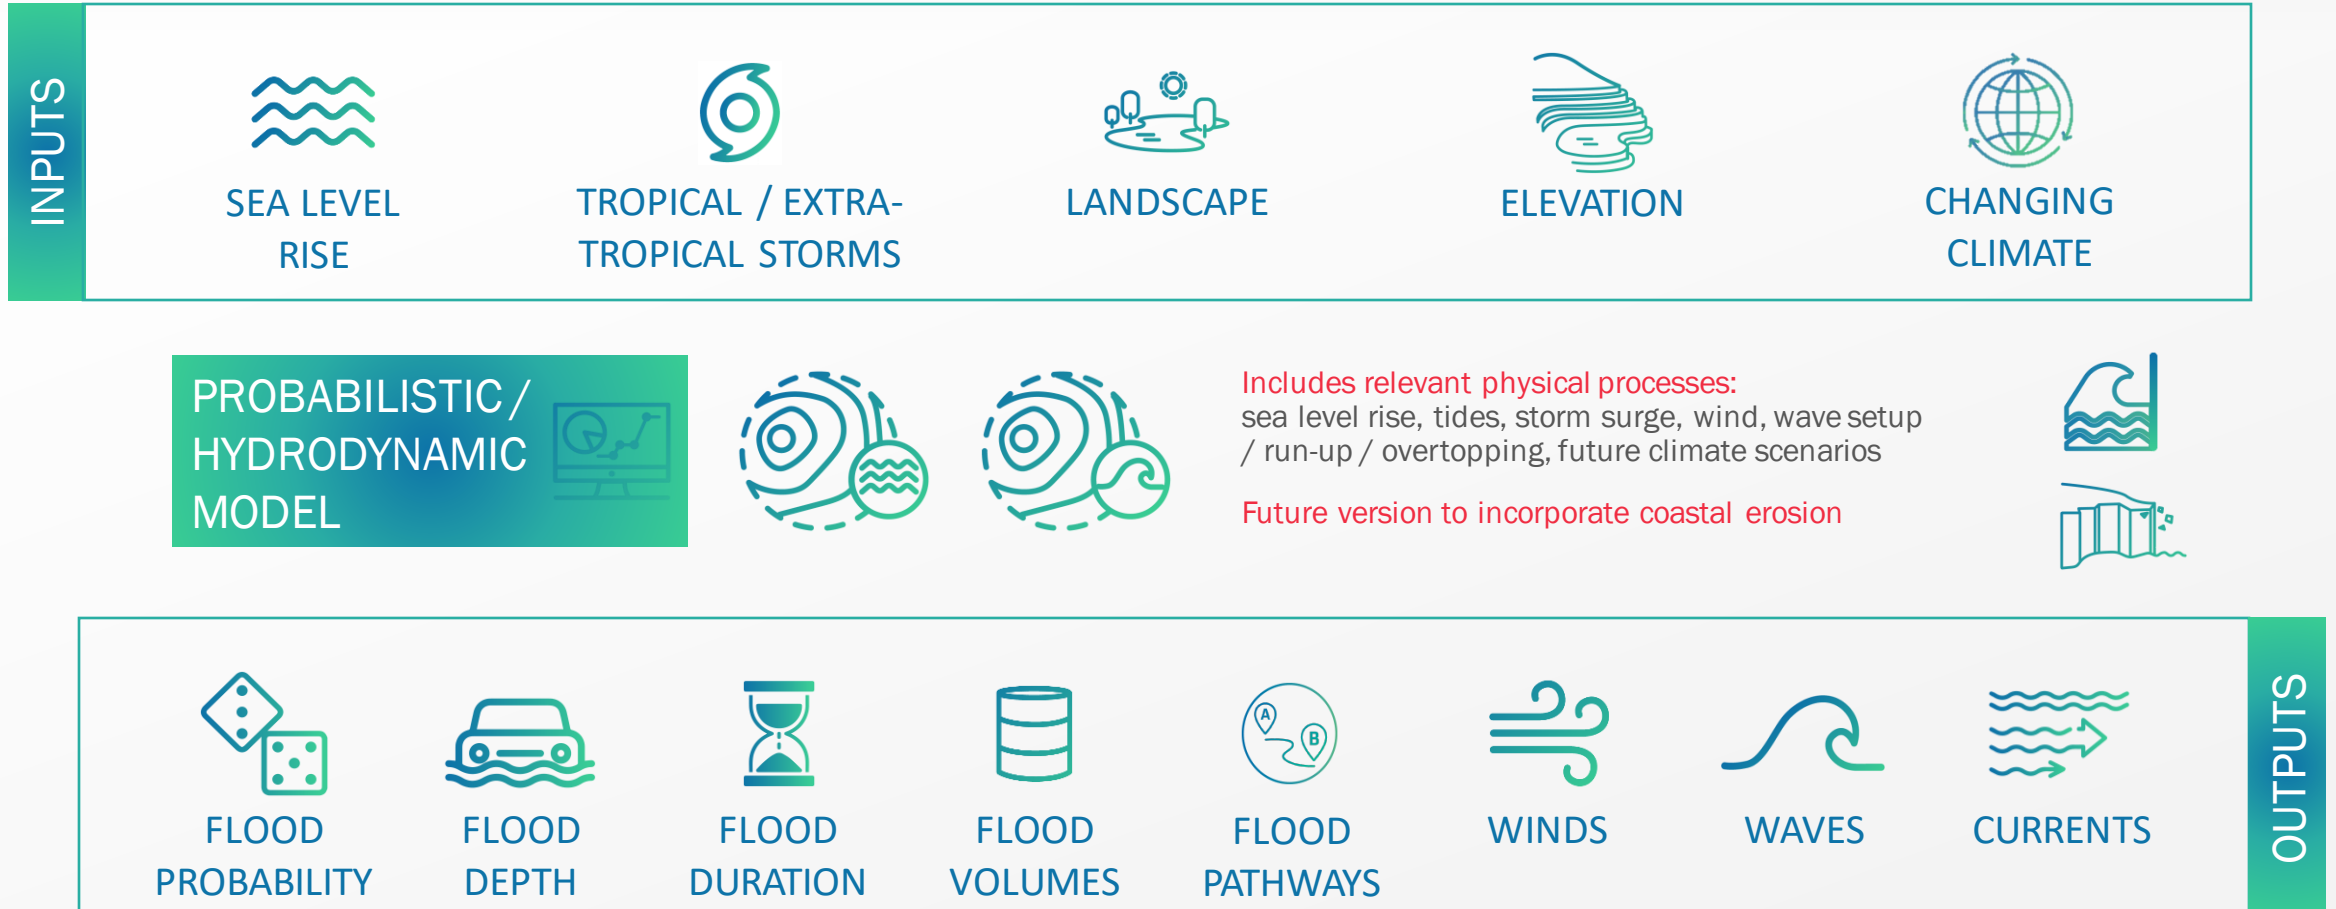 INPUTS
SEA LEVEL
RISE
TROPICAL / EXTRA-
TROPICAL STORMS
LANDSCAPE
ELEVATION
CHANGING
CLIMATE
PROBABILISTIC /
HYDRODYNAMIC
MODEL
Includes relevant physical processes:
sea level rise, tides, storm surge, wind, wave setup
/ run-up / overtopping, future climate scenarios
Future version to incorporate coastal erosion
A
B
FLOOD
PROBABILITY
FLOOD
DEPTH
FLOOD
DURATION
FLOOD
VOLUMES
FLOOD
PATHWAYS
WINDS
WAVES
CURRENTS
OUTPUTS